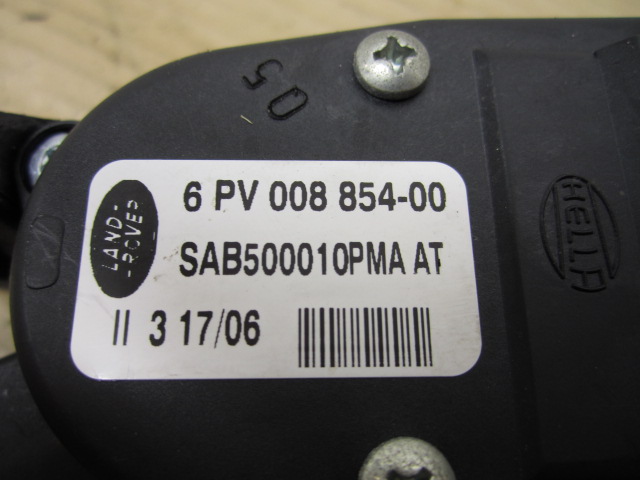 05
6 PV 008 854-00
LAND-
-ROVER
SAB500010PMA AT
II 3 17/06
HELLA